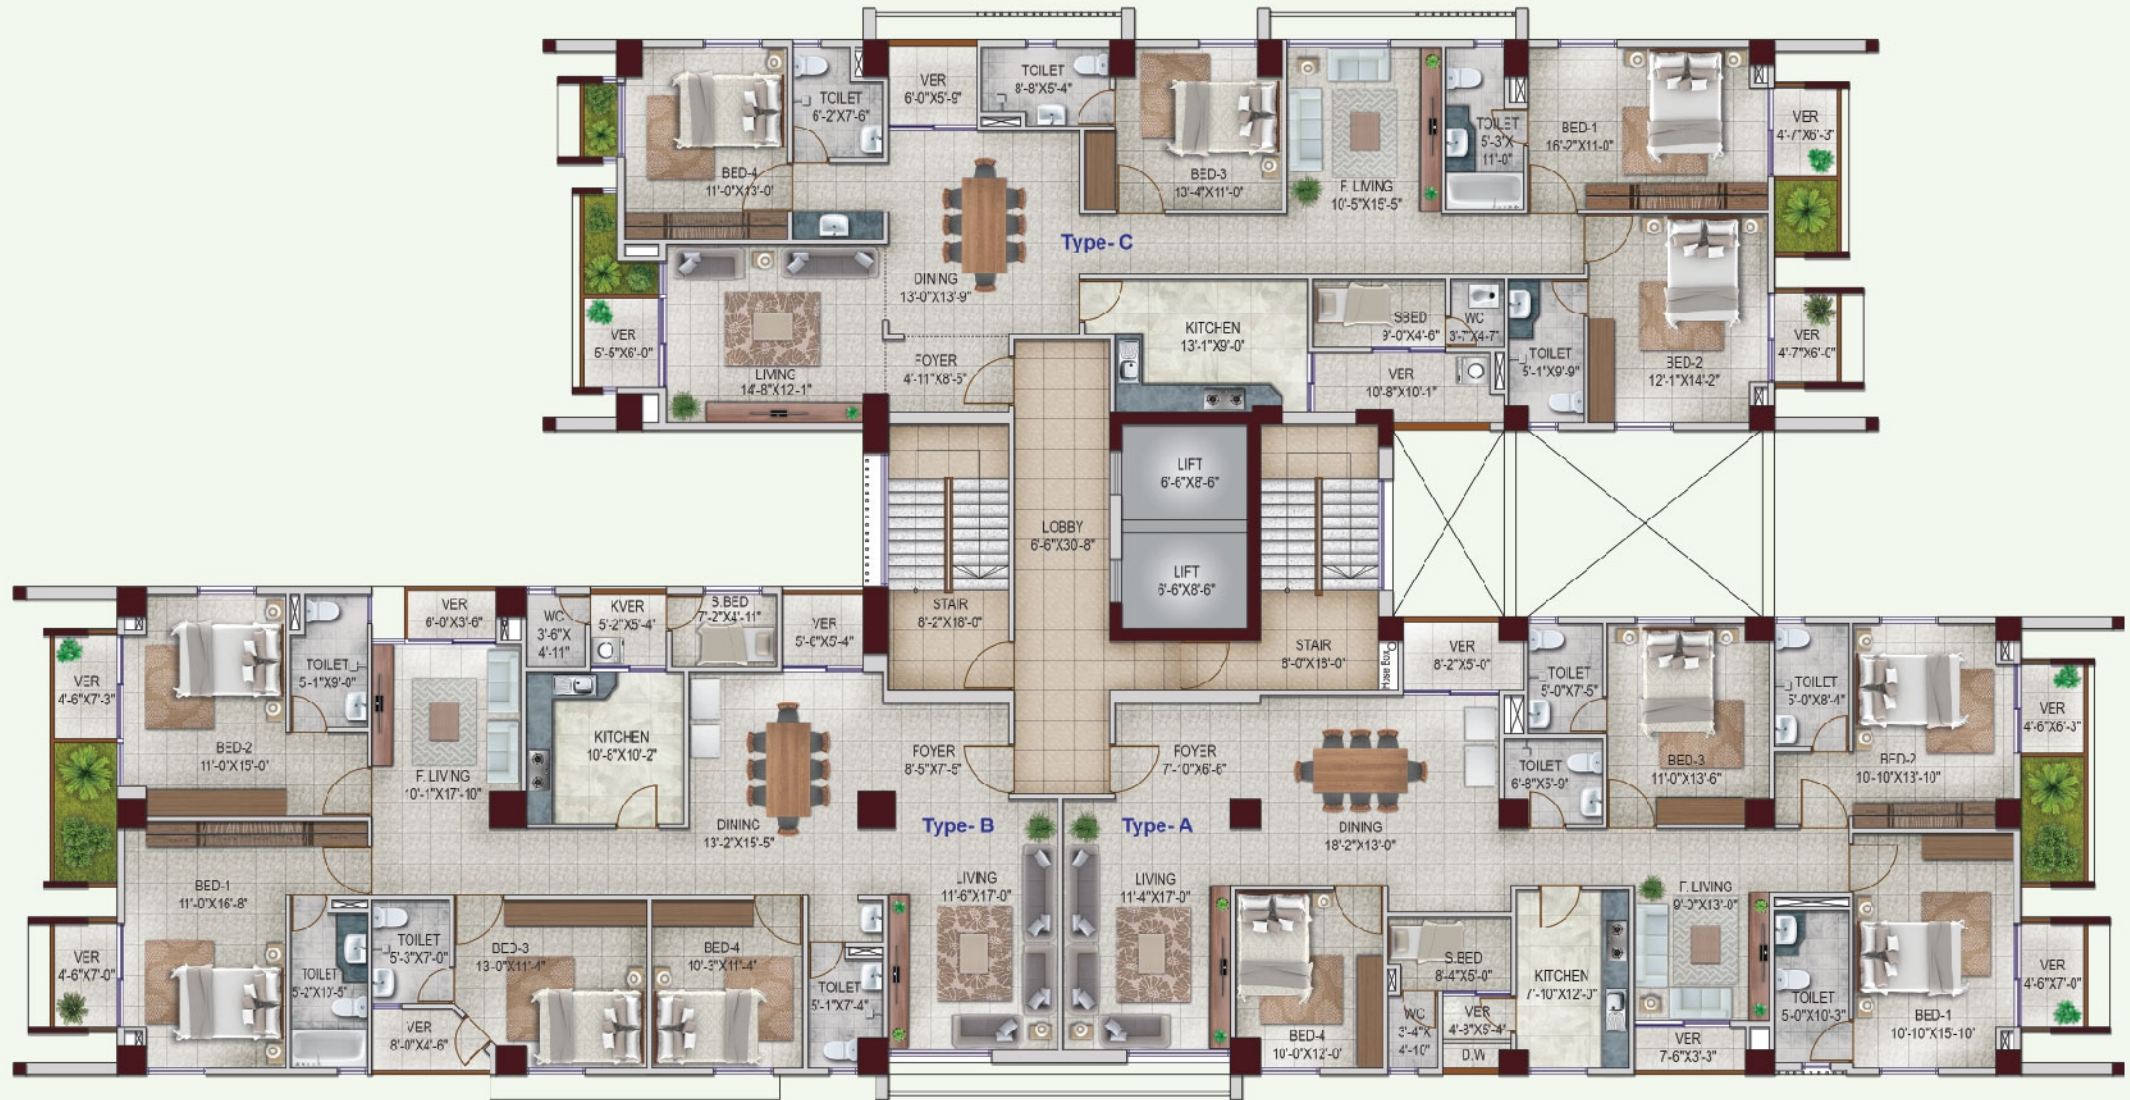 VER
6'-0"X5'-9"
TOILET
8'-8"X5'-4"
TOILET
6'-2"X7'-6"
BED-4
11'-0"X13'-0"
BED-3
13'-4"X11'-0"
F. LIVING
10'-5"X15'-5"
TOILET
5'-3"X
11'-0"
BED-1
16'-2"X11'-0"
VER
4'-7"X6'-3"
Type- C
DINING
13'-0"X13'-9"
VER
5'-5"X6'-0"
LIVING
14'-8"X12'-1"
FOYER
4'-11"X8'-5"
KITCHEN
13'-1"X9'-0"
S.BED
9'-0"X4'-6"
WC
3'-7"X4'-7"
VER
10'-8"X10'-1"
TOILET
5'-1"X9'-9"
BED-2
12'-1"X14'-2"
VER
4'-7"X6'-0"
LIFT
6'-6"X8'-6"
LOBBY
6'-6"X30'-8"
LIFT
6'-6"X8'-6"
STAIR
8'-2"X18'-0"
STAIR
8'-0"X18'-0"
VER
6'-0"X3'-6"
WC
3'-6"X
4'-11"
KVER
5'-2"X5'-4"
S.BED
7'-2"X4'-11"
VER
5'-0"X5'-4"
VER
4'-6"X7'-3"
TOILET
5'-1"X9'-0"
BED-2
11'-0"X15'-0"
F. LIVING
10'-1"X17'-10"
KITCHEN
10'-8"X10'-2"
DINING
13'-2"X15'-5"
FOYER
8'-5"X7'-5"
Type- B
LIVING
11'-6"X17'-0"
BED-1
11'-0"X16'-8"
VER
4'-6"X7'-0"
TOILET
5'-2"X10'-5"
TOILET
5'-3"X7'-0"
VER
8'-0"X4'-6"
BED-3
13'-0"X11'-4"
BED-4
10'-3"X11'-4"
TOILET
5'-1"X7'-4"
FOYER
7'-10"X6'-6"
Type- A
LIVING
11'-4"X17'-0"
DINING
18'-2"X13'-0"
VER
8'-2"X5'-0"
TOILET
5'-0"X7'-5"
TOILET
6'-8"X5'-9"
BED-3
11'-0"X13'-6"
TOILET
5'-0"X8'-4"
BED-2
10'-10"X13'-10"
VER
4'-6"X6'-3"
BED-4
10'-0"X12'-0"
S.BED
8'-4"X5'-0"
WC
3'-4"X
4'-10"
VER
4'-3"X5'-4"
D.W
KITCHEN
7'-10"X12'-0"
F. LIVING
9'-0"X13'-0"
VER
7'-6"X3'-3"
TOILET
5'-0"X10'-3"
BED-1
10'-10"X15'-10"
VER
4'-6"X7'-0"